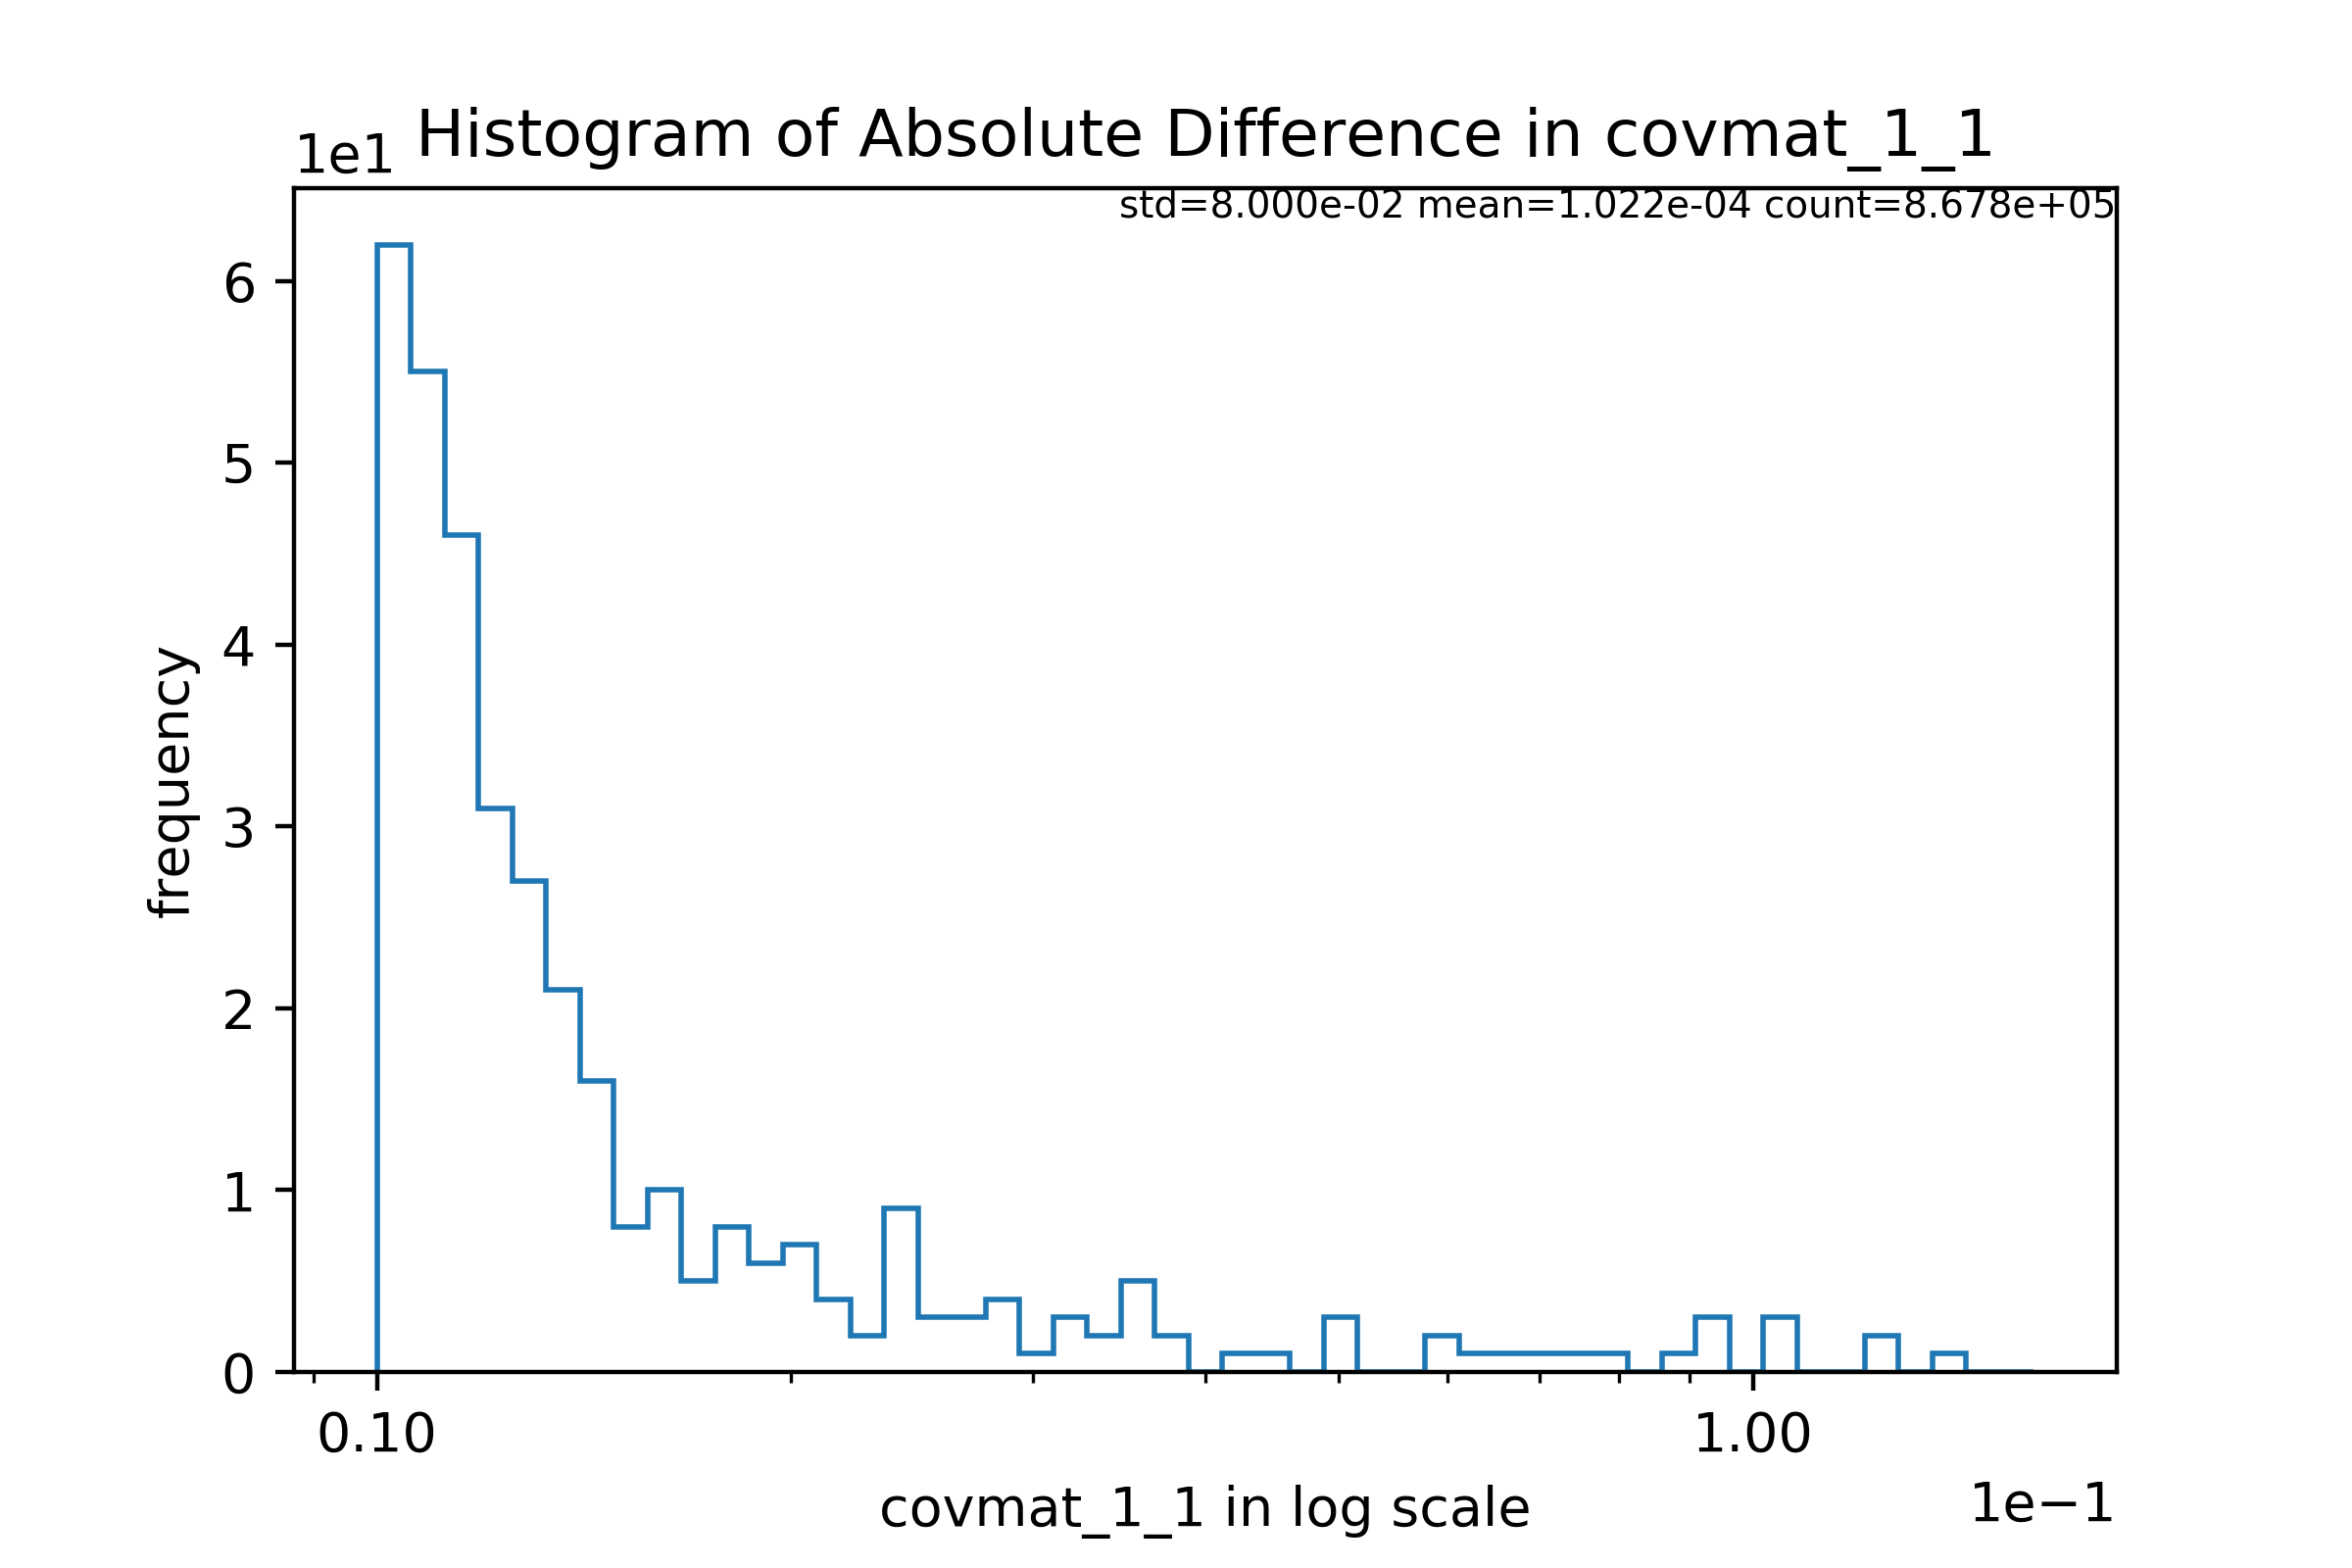 Histogram of Absolute Difference in covmat_1_1
1e1
std=8.000e-02 mean=1.022e-04 count=8.678e+05
6
5
4
3
2
1
0
frequency
0.10 1.00
covmat_1_1 in log scale
1e−1